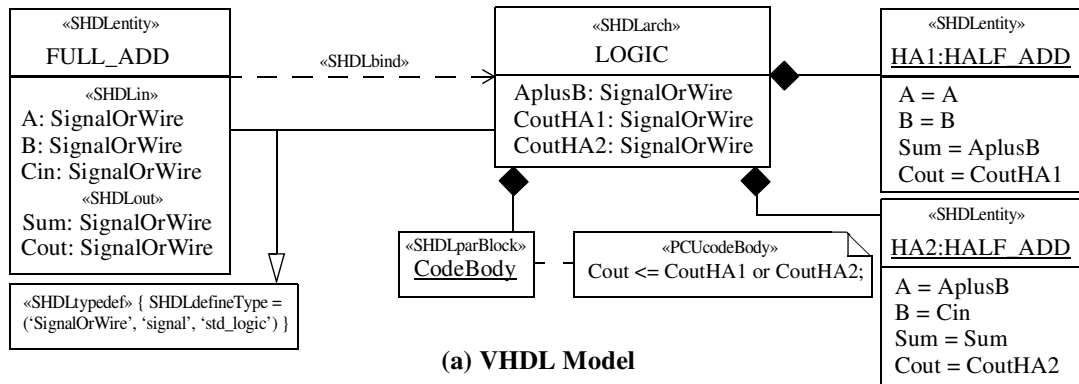 «SHDLentity»
FULL_ADD
«SHDLin»
A: SignalOrWire
B: SignalOrWire
Cin: SignalOrWire
«SHDLout»
Sum: SignalOrWire
Cout: SignalOrWire
«SHDLbind»
«SHDLarch»
LOGIC
AplusB: SignalOrWire
CoutHA1: SignalOrWire
CoutHA2: SignalOrWire
«SHDLentity»
HA1:HALF_ADD
A = A
B = B
Sum = AplusB
Cout = CoutHA1
«SHDLentity»
HA2:HALF_ADD
A = AplusB
B = Cin
Sum = Sum
Cout = CoutHA2
«SHDLparBlock»
CodeBody
«PCUcodeBody»
Cout <= CoutHA1 or CoutHA2;
«SHDLtypedef» { SHDLdefineType =
(‘SignalOrWire’, ‘signal’, ‘std_logic’) }
(a) VHDL Model